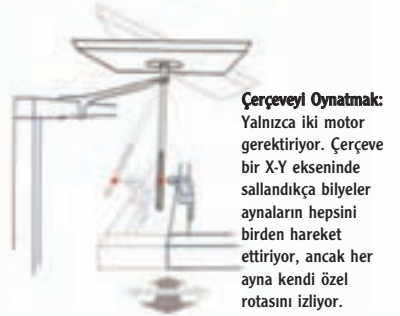 Çerçeveyi Oynatmak:
Yalnızca iki motor
gerektiriyor. Çerçeve
bir X-Y ekseninde
sallandıkça bilyeler
aynaların hepsini
birden hareket
ettiriyor, ancak her
ayna kendi özel
rotasını izliyor.